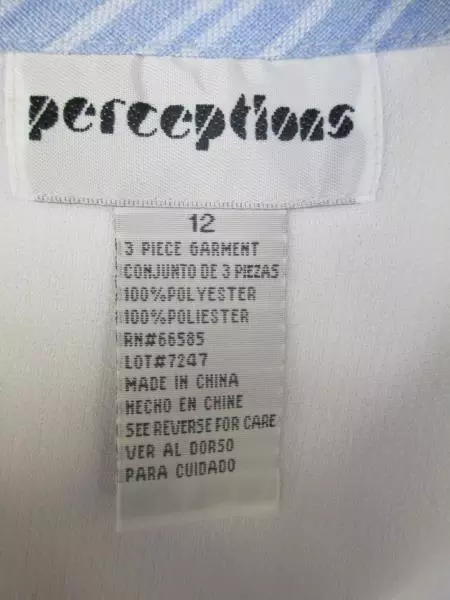 perceptions
12
3 PIECE GARMENT
CONJUNTO DE 3 PIEZAS
100%POLYESTER
100%POLIESTER
RN#66585
LOT#7247
MADE IN CHINA
HECHO EN CHINE
SEE REVERSE FOR CARE
VER AL DORSO
PARA CUIDADO